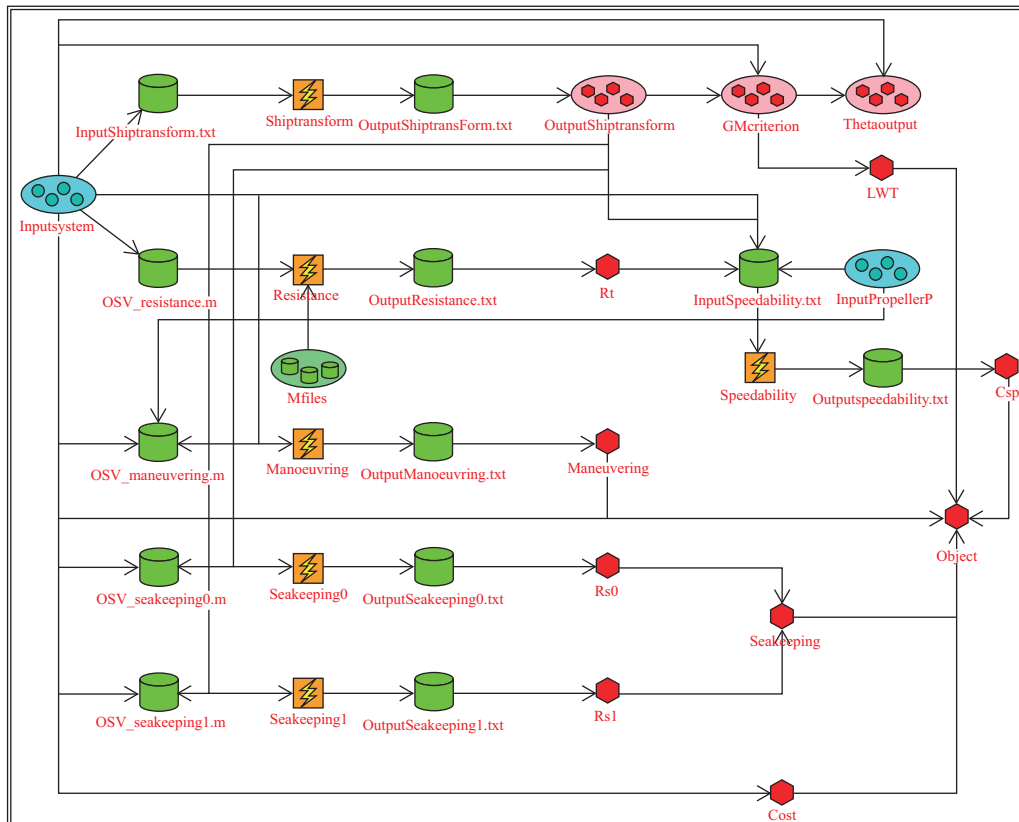 InputShiptransform.txt
Shiptransform
OutputShiptransForm.txt
OutputShiptransform
GMcriterion
Thetaoutput
LWT
Inputsystem
OSV_resistance.m
Resistance
OutputResistance.txt
Rt
InputSpeedability.txt
InputPropellerP
Mfiles
Speedability
Outputspeedability.txt
Csp
OSV_maneuvering.m
Manoeuvring
OutputManoeuvring.txt
Maneuvering
Object
OSV_seakeeping0.m
Seakeeping0
OutputSeakeeping0.txt
Rs0
Seakeeping
OSV_seakeeping1.m
Seakeeping1
OutputSeakeeping1.txt
Rs1
Cost